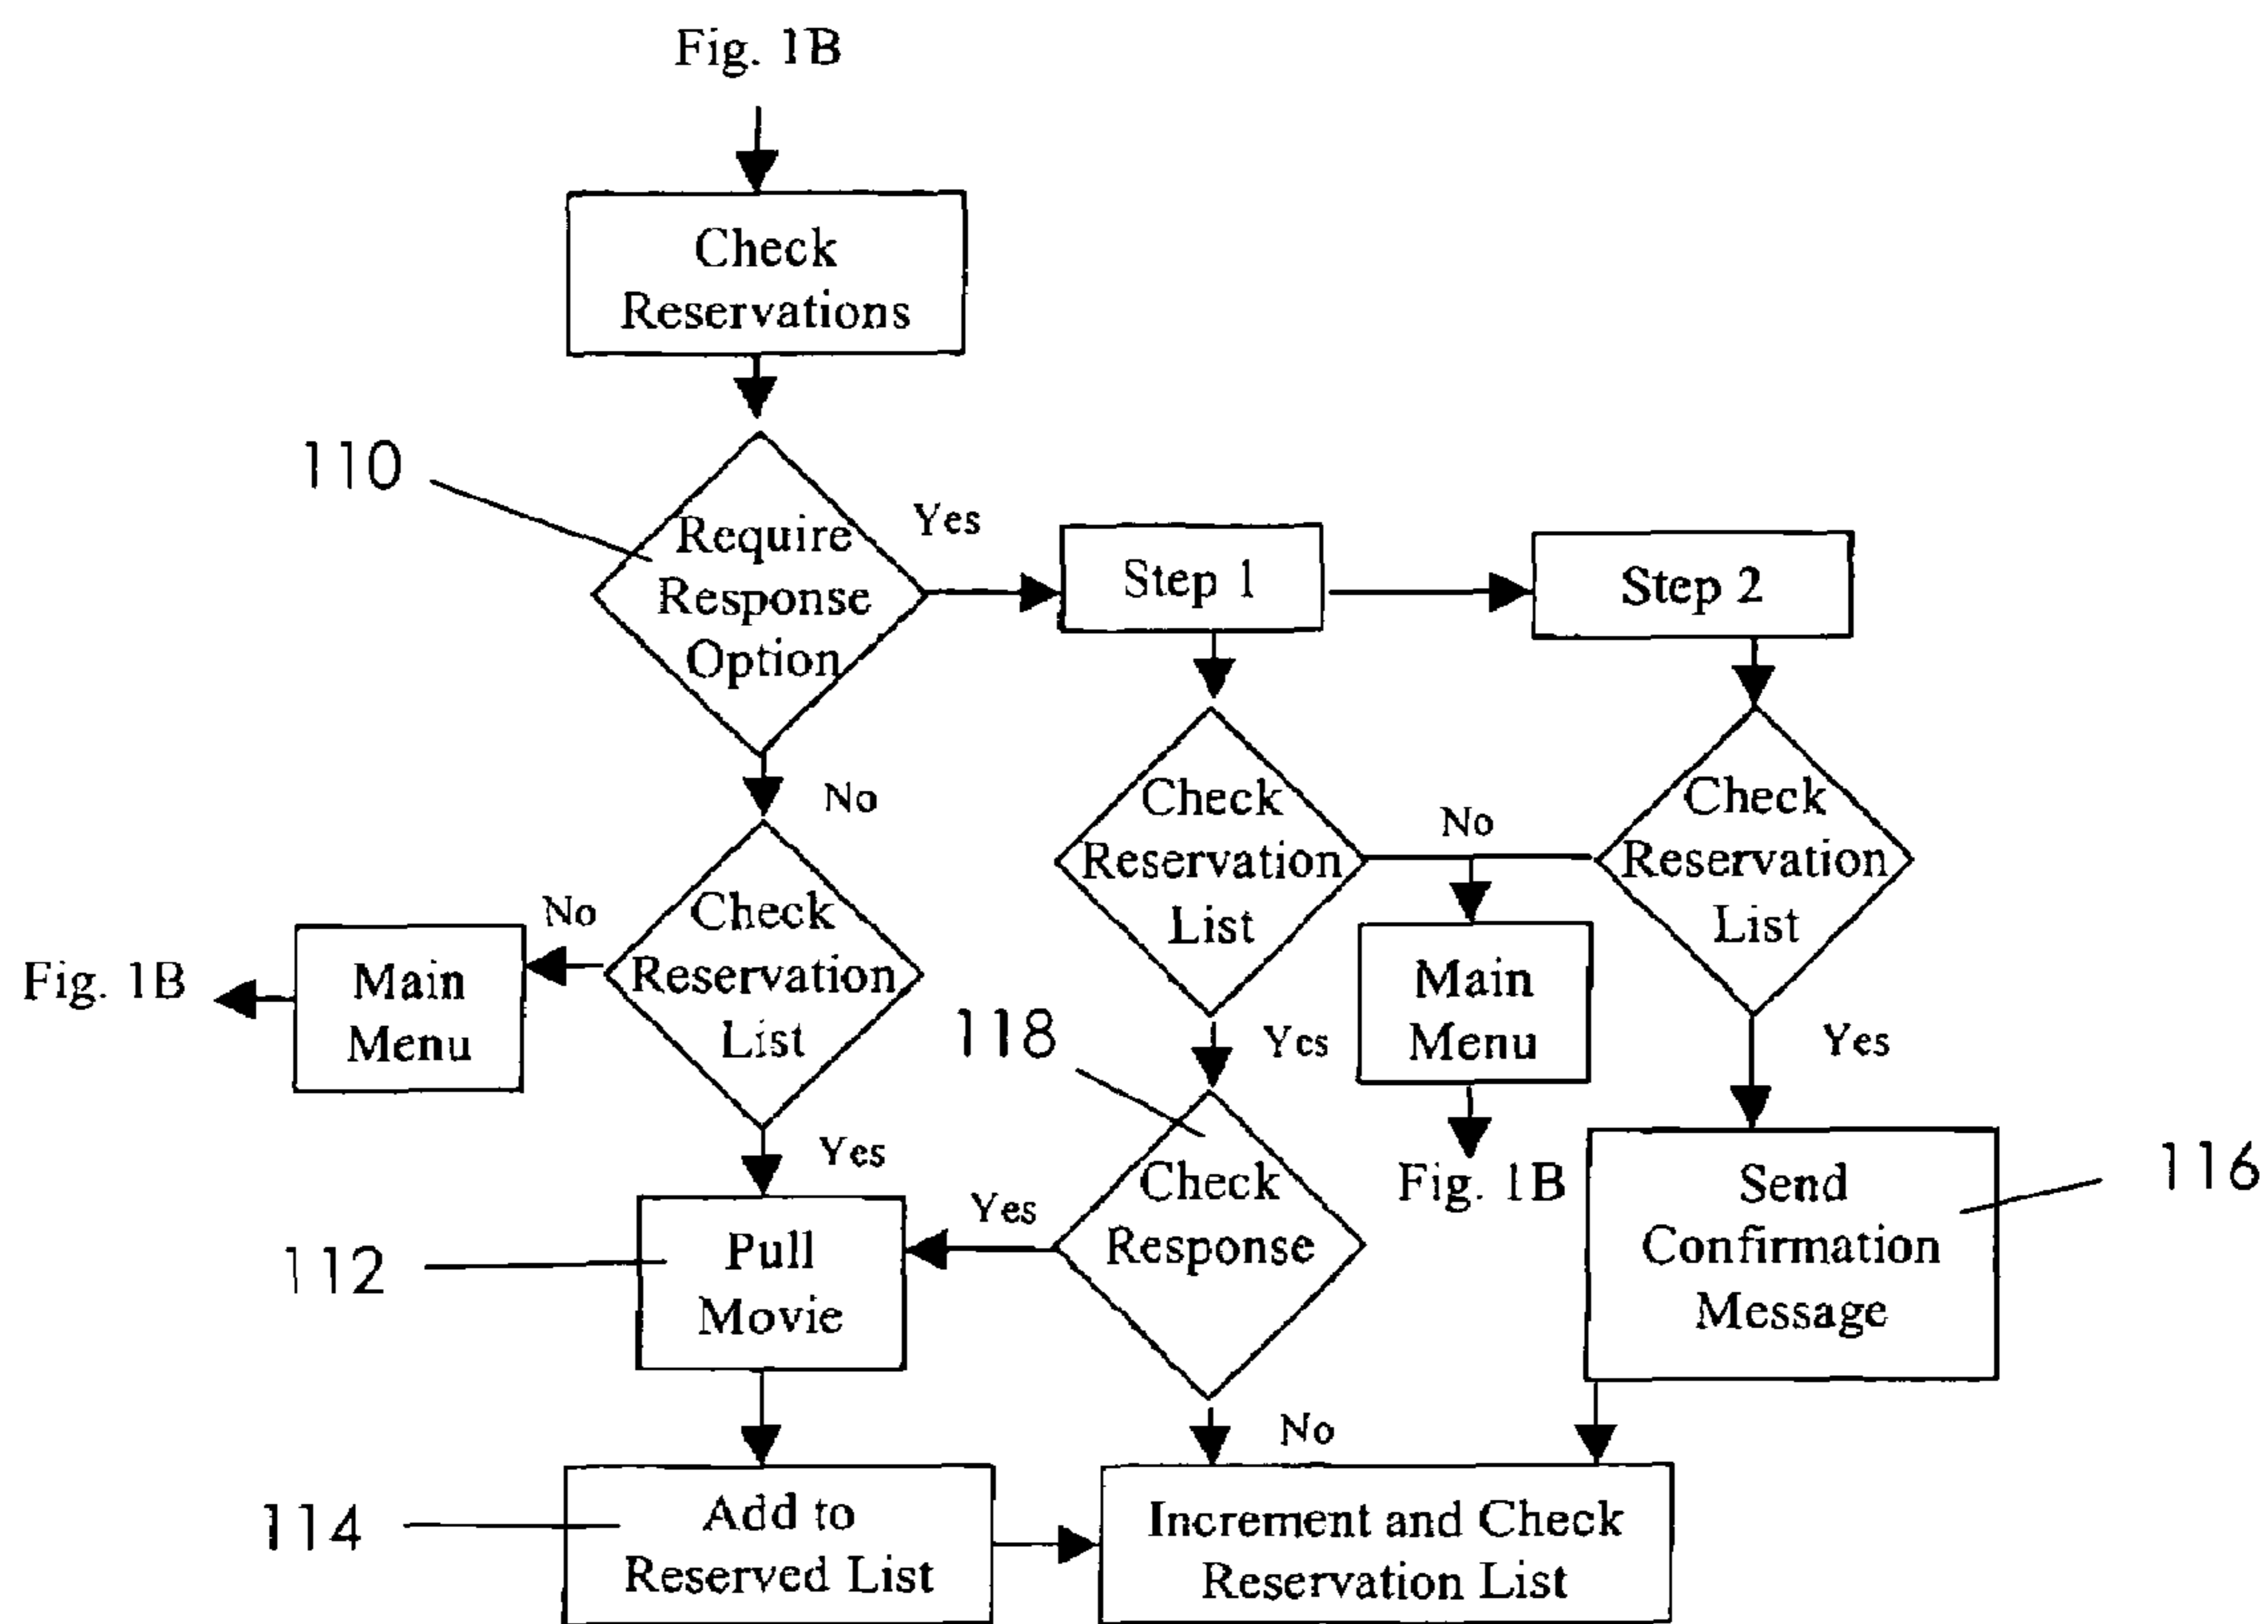 Fig. 1B
Check
Reservations
110
Require
Response
Option
Yes
Step 1
Step 2
No
Check
Reservation
List
No
Main
Menu
Fig. 1B
Check
Reservation
List
No
Check
Reservation
List
Main
Menu
Fig. 1B
Yes
118
Yes
Yes
Check
Response
Yes
112
Pull
Movie
Send
Confirmation
Message
116
No
114
Add to
Reserved List
Increment and Check
Reservation List